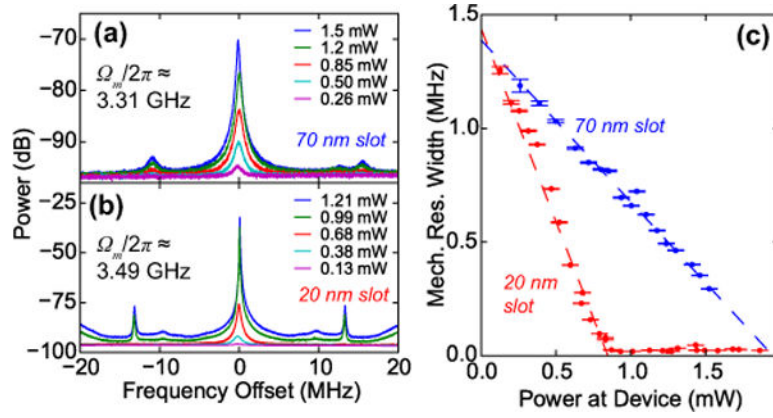 (a)
Ω_m/2π ≈
3.31 GHz
1.5 mW
1.2 mW
0.85 mW
0.50 mW
0.26 mW
70 nm slot
−70
−80
−90
(b)
Ω_m/2π ≈
3.49 GHz
1.21 mW
0.99 mW
0.68 mW
0.38 mW
0.13 mW
20 nm slot
−25
−50
−75
−100
Power (dB)
−20
−10
0
10
20
Frequency Offset (MHz)
(c)
70 nm slot
20 nm
slot
1.5
1.0
0.5
0.0
Mech. Res. Width (MHz)
0.0
0.5
1.0
1.5
Power at Device (mW)